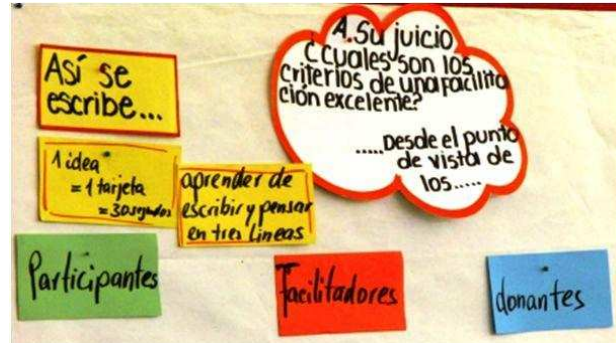 Así se
escribe...
A. Su juicio
¿cuales son los
criterios de una facilita
ción excelente?
.....Desde el punto
de vista de
los.....
1 idea
= 1 tarjeta
= 30 segundos
aprender de
escribir y pensar
en tres lineas
Participantes
Facilitadores
donantes